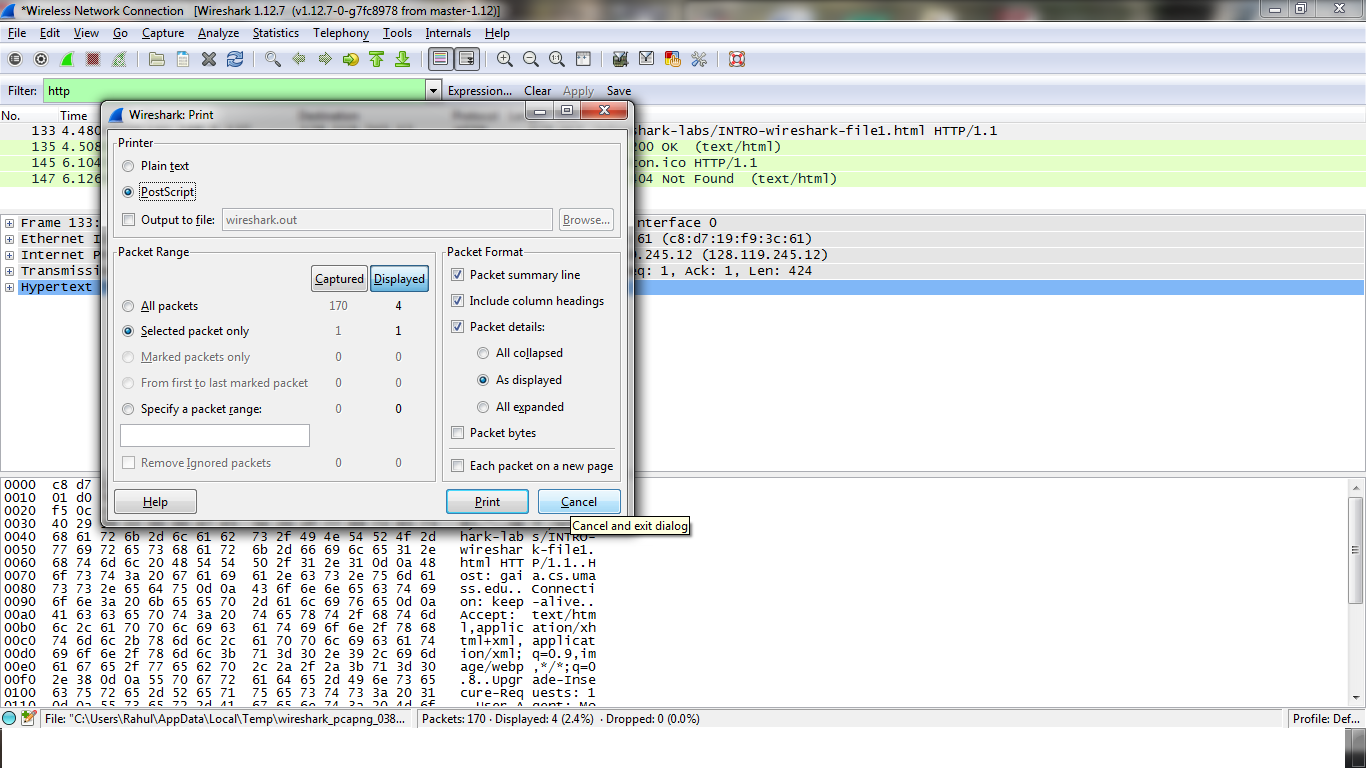 *Wireless Network Connection   [Wireshark 1.12.7  (v1.12.7-0-g7fc8978 from master-1.12)]
File Edit View Go Capture Analyze Statistics Telephony Tools Internals Help
Filter: http Expression... Clear Apply Save
No. Time
133 4.480 shark-labs/INTRO-wireshark-file1.html HTTP/1.1
135 4.508 200 OK  (text/html)
145 6.104 con.ico HTTP/1.1
147 6.126 404 Not Found  (text/html)
Frame 133: nterface 0
Ethernet I 61 (c8:d7:19:f9:3c:61)
Internet P .245.12 (128.119.245.12)
Transmissi eq: 1, Ack: 1, Len: 424
Hypertext
Wireshark: Print
Printer
Plain text
PostScript
Output to file: wireshark.out Browse...
Packet Range
Captured Displayed
All packets 170 4
Selected packet only 1 1
Marked packets only 0 0
From first to last marked packet 0 0
Specify a packet range: 0 0
Remove Ignored packets 0 0
Packet Format
Packet summary line
Include column headings
Packet details:
All collapsed
As displayed
All expanded
Packet bytes
Each packet on a new page
Help Print Cancel
Cancel and exit dialog
0000 c8 d7
0010 01 d0
0020 f5 0c
0030 40 29
0040 68 61 72 6b 2d 6c 61 62 73 2f 49 4e 54 52 4f 2d hark-lab s/INTRO-
0050 77 69 72 65 73 68 61 72 6b 2d 66 69 6c 65 31 2e wireshar k-file1.
0060 68 74 6d 6c 20 48 54 54 50 2f 31 2e 31 0d 0a 48 html HTT P/1.1..H
0070 6f 73 74 3a 20 67 61 69 61 2e 63 73 2e 75 6d 61 ost: gai a.cs.uma
0080 73 73 2e 65 64 75 0d 0a 43 6f 6e 6e 65 63 74 69 ss.edu.. Connecti
0090 6f 6e 3a 20 6b 65 65 70 2d 61 6c 69 76 65 0d 0a on: keep -alive..
00a0 41 63 63 65 70 74 3a 20 74 65 78 74 2f 68 74 6d Accept:  text/htm
00b0 6c 2c 61 70 70 6c 69 63 61 74 69 6f 6e 2f 78 68 l,applic ation/xh
00c0 74 6d 6c 2b 78 6d 6c 2c 61 70 70 6c 69 63 61 74 tml+xml, applicat
00d0 69 6f 6e 2f 78 6d 6c 3b 71 3d 30 2e 39 2c 69 6d ion/xml; q=0.9,im
00e0 61 67 65 2f 77 65 62 70 2c 2a 2f 2a 3b 71 3d 30 age/webp ,*/*;q=0
00f0 2e 38 0d 0a 55 70 67 72 61 64 65 2d 49 6e 73 65 .8..Upgr ade-Inse
0100 63 75 72 65 2d 52 65 71 75 65 73 74 73 3a 20 31 cure-Req uests: 1
0110 0d 0a 55 73 65 72 2d 41 67 65 6e 74 3a 20 4d 6f ..User-A gent: Mo
File: "C:\Users\Rahul\AppData\Local\Temp\wireshark_pcapng_038... Packets: 170 · Displayed: 4 (2.4%)  · Dropped: 0 (0.0%) Profile: Def...